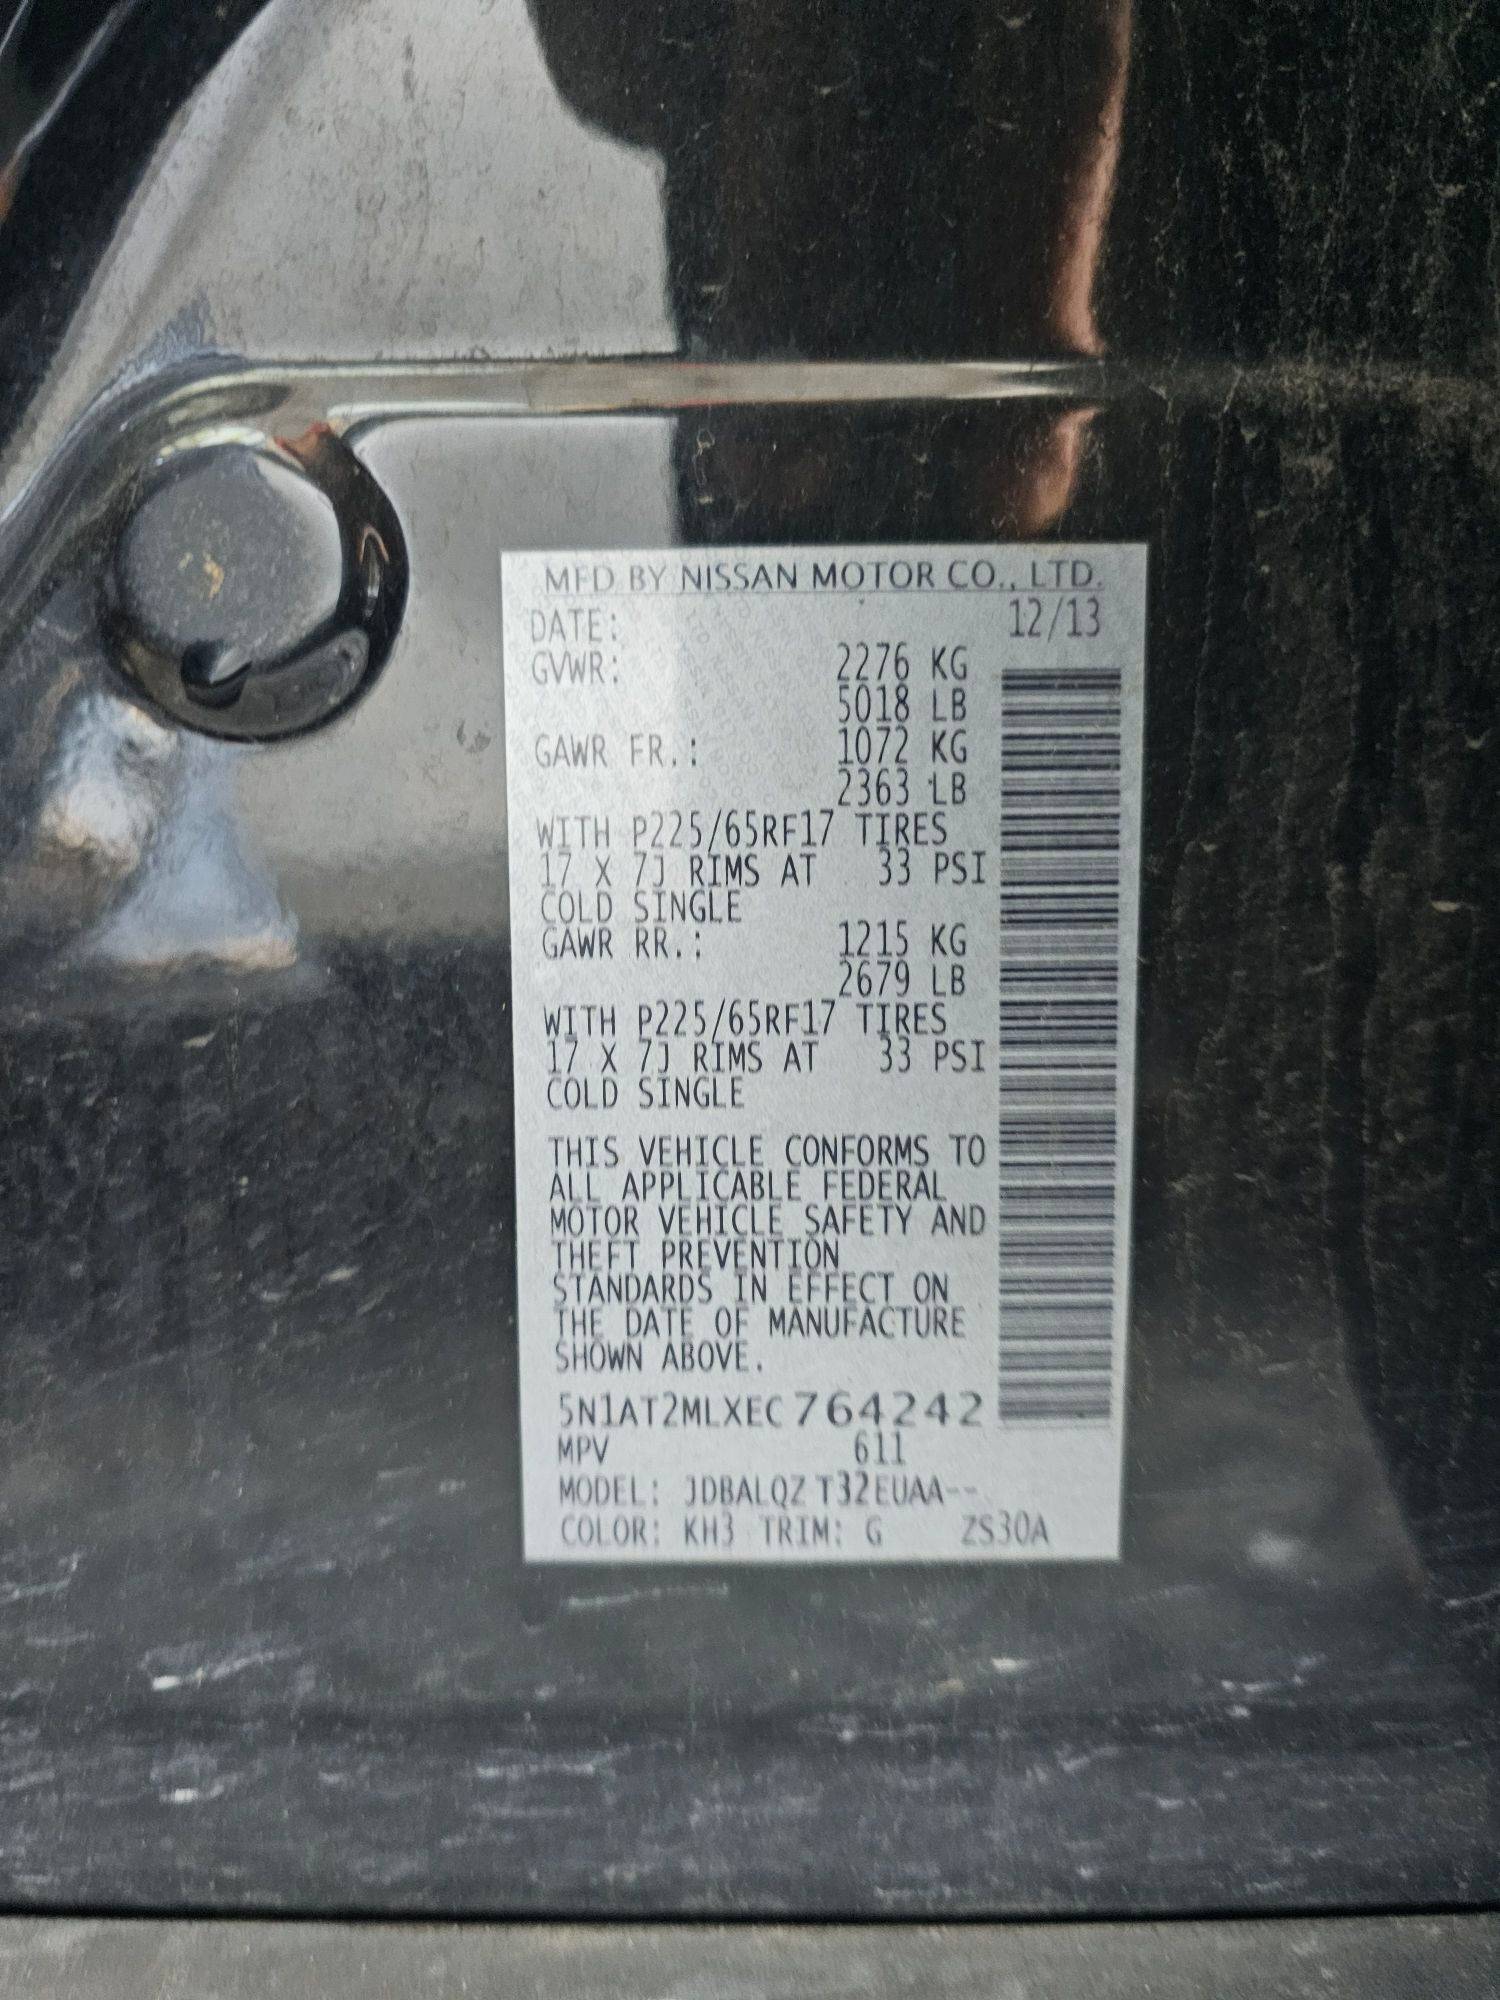 MFD BY NISSAN MOTOR CO., LTD.
DATE: 12/13
GVWR: 2276 KG
5018 LB
GAWR FR.: 1072 KG
2363 LB
WITH P225/65RF17 TIRES
17 X 7J RIMS AT 33 PSI
COLD SINGLE
GAWR RR.: 1215 KG
2679 LB
WITH P225/65RF17 TIRES
17 X 7J RIMS AT 33 PSI
COLD SINGLE
THIS VEHICLE CONFORMS TO
ALL APPLICABLE FEDERAL
MOTOR VEHICLE SAFETY AND
THEFT PREVENTION
STANDARDS IN EFFECT ON
THE DATE OF MANUFACTURE
SHOWN ABOVE.
5N1AT2MLXEC764242
MPV 611
MODEL: JDBALQZ T32EUAA--
COLOR: KH3 TRIM: G ZS30A